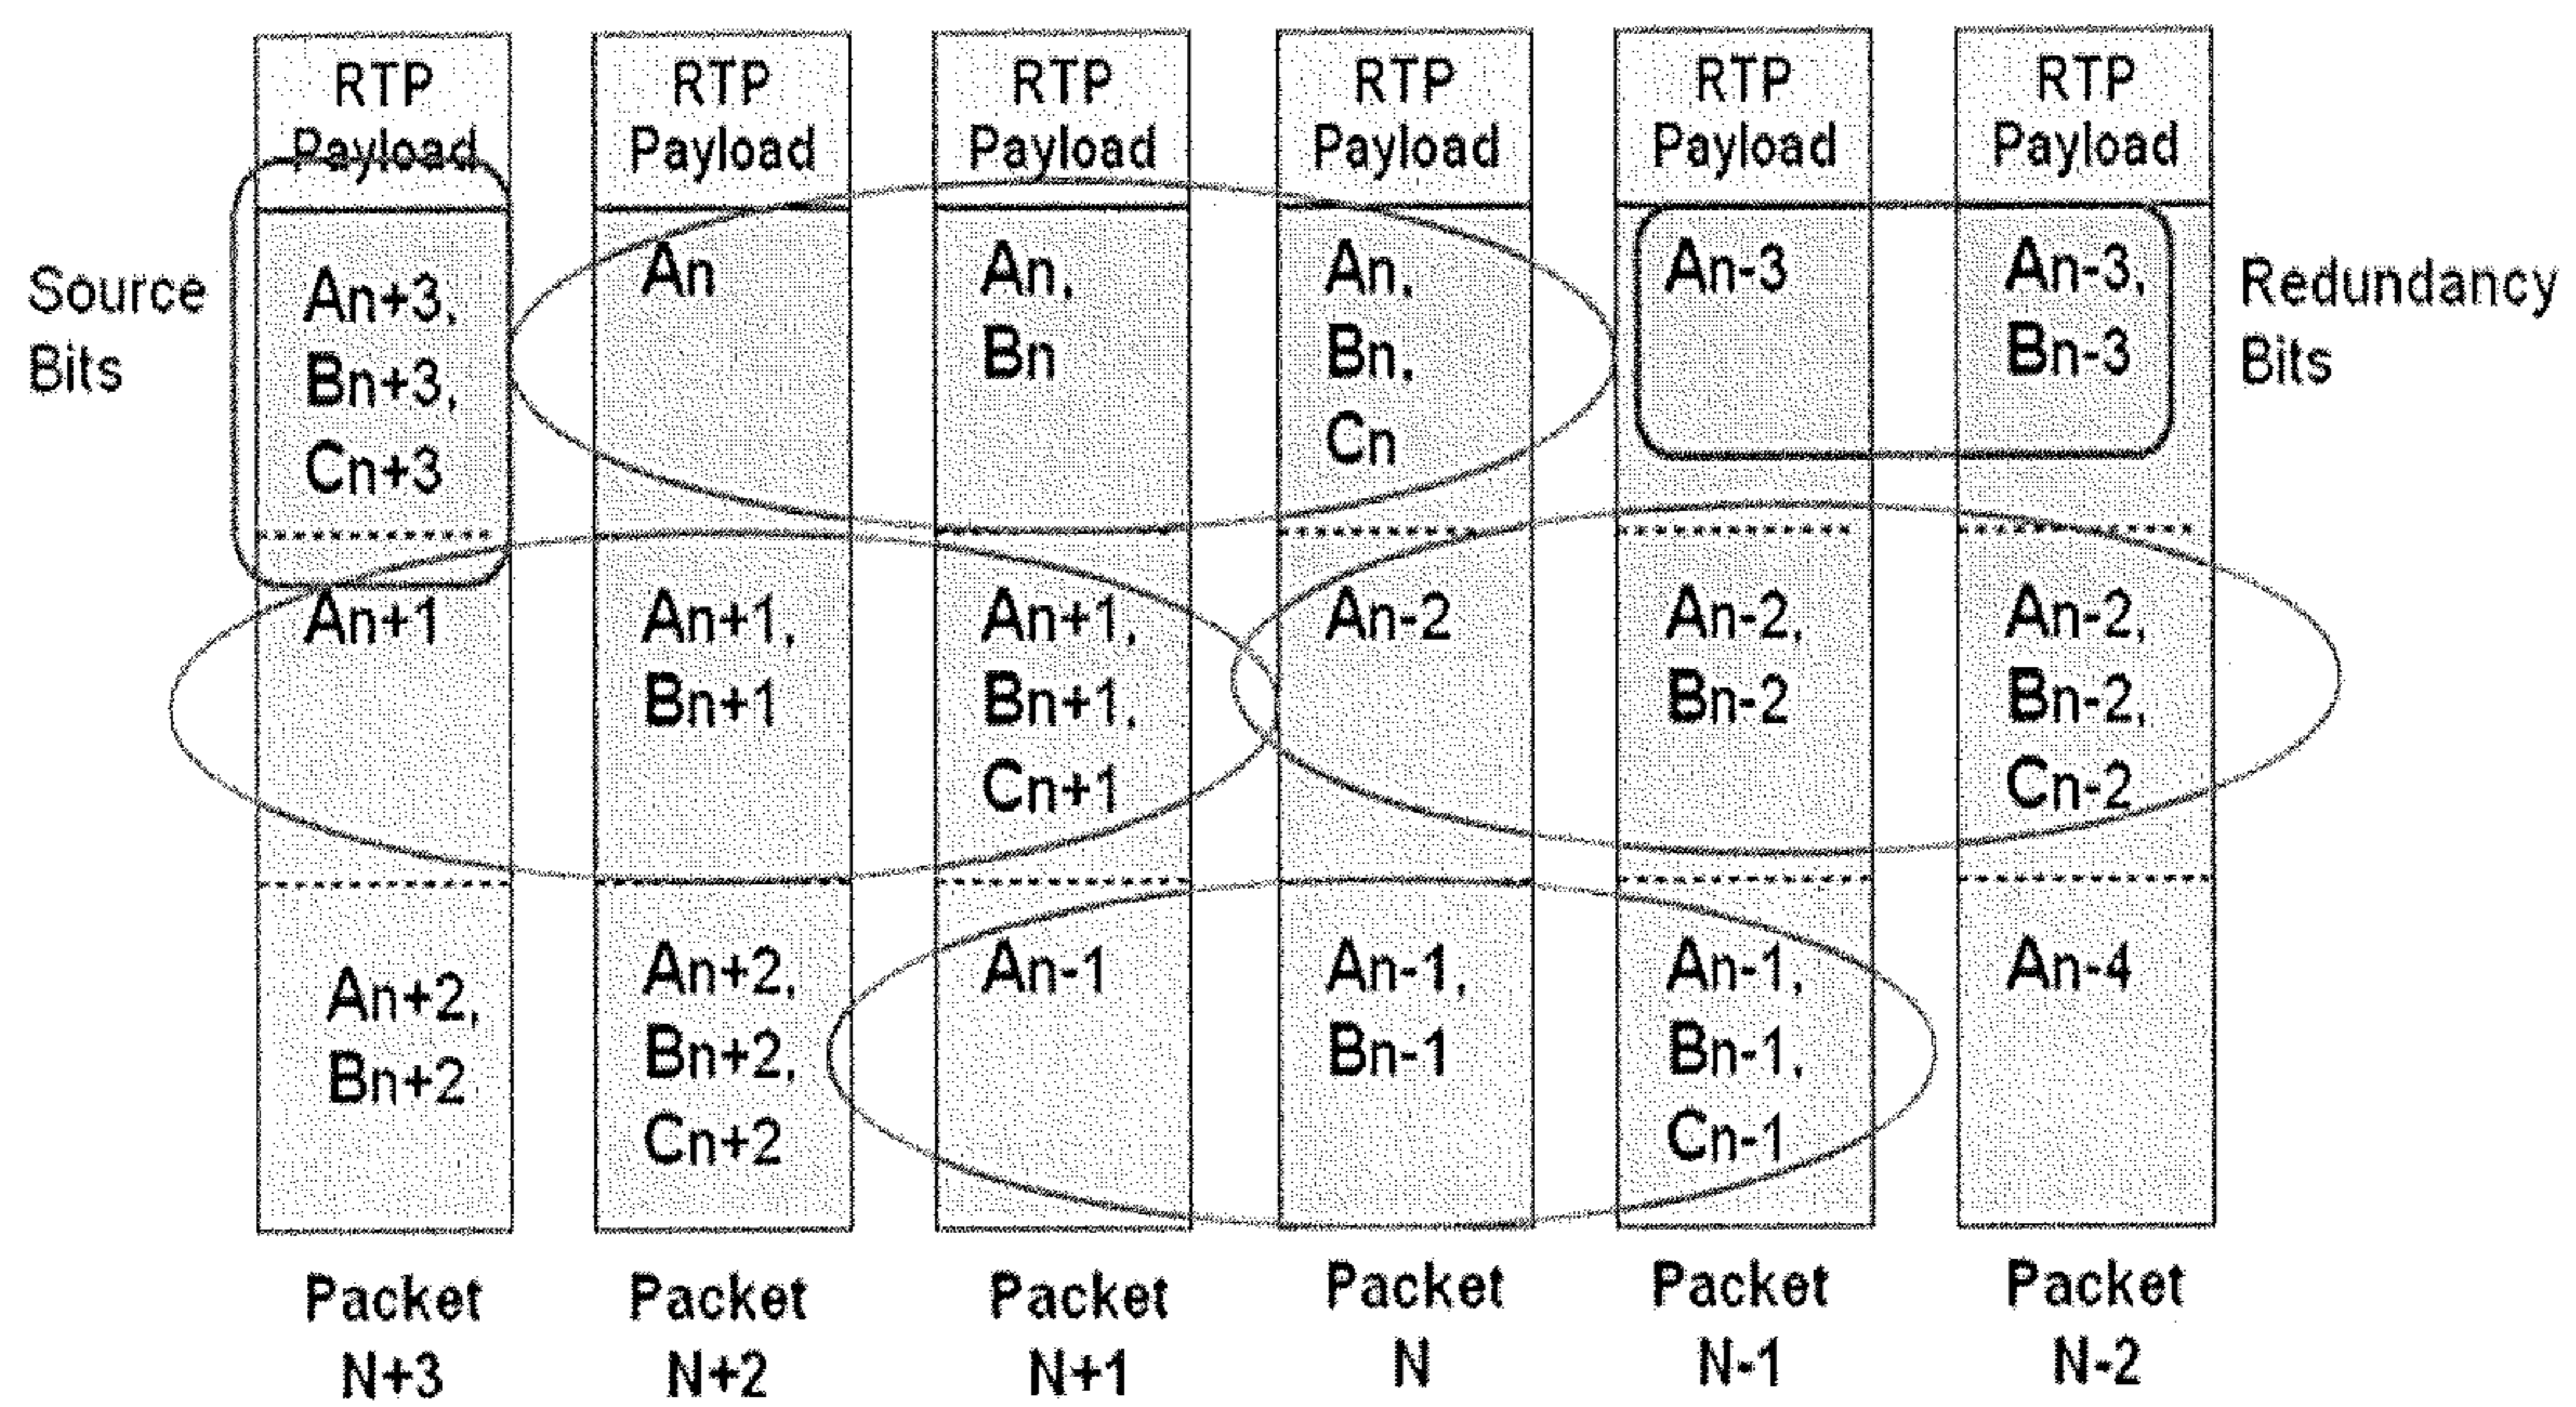 Source
Bits
RTP
Payload
An+3,
Bn+3,
Cn+3
An+1
An+2,
Bn+2
Packet
N+3
RTP
Payload
An
An+1,
Bn+1
An+2,
Bn+2,
Cn+2
Packet
N+2
RTP
Payload
An,
Bn
An+1,
Bn+1,
Cn+1
An-1
Packet
N+1
RTP
Payload
An,
Bn,
Cn
An-2
An-1,
Bn-1
Packet
N
RTP
Payload
An-3
An-2,
Bn-2
An-1,
Bn-1,
Cn-1
Packet
N-1
RTP
Payload
An-3,
Bn-3
An-2,
Bn-2,
Cn-2
An-4
Packet
N-2
Redundancy
Bits